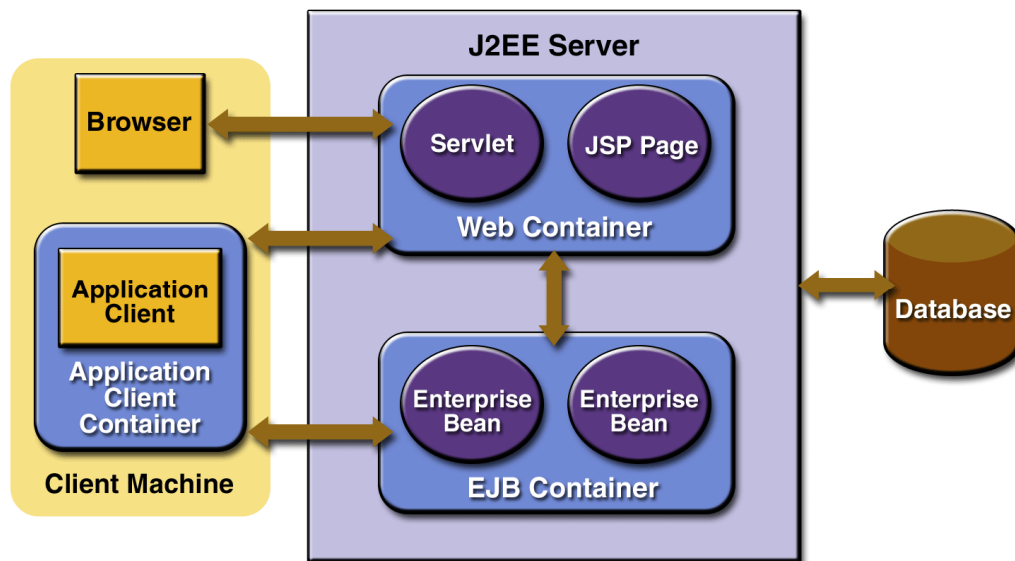 J2EE Server
Browser
Servlet
JSP Page
Web Container
Application
Client
Application
Client
Container
Client Machine
Enterprise
Bean
Enterprise
Bean
EJB Container
Database